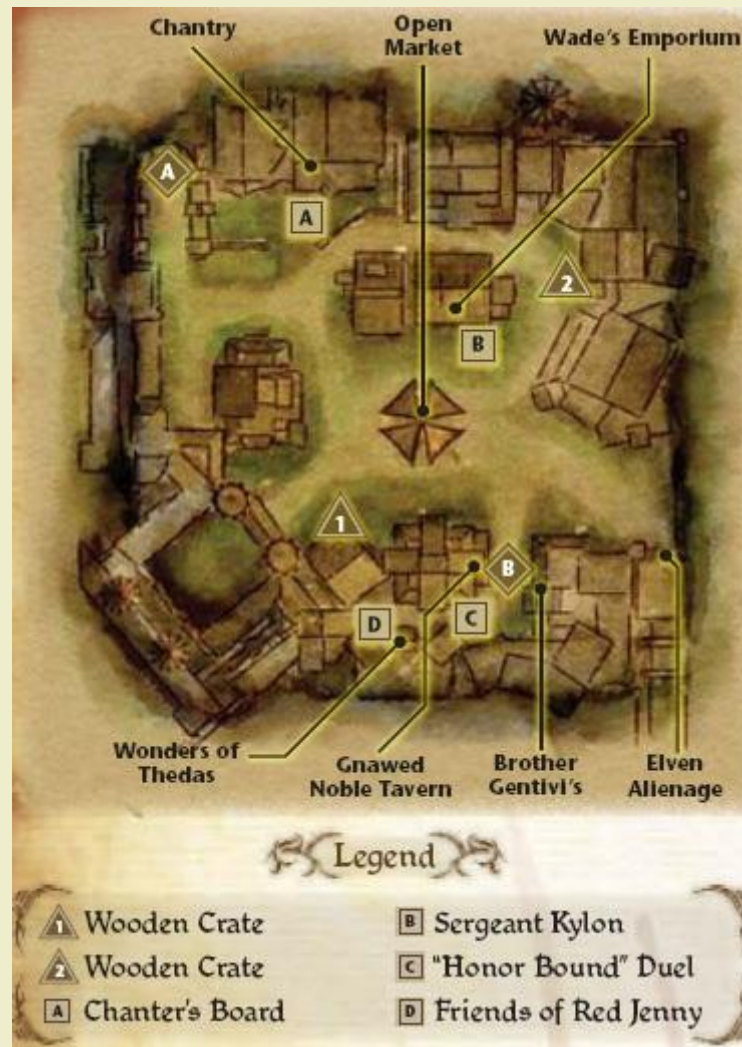 Chantry
Open
Market
Wade's Emporium
A
A
2
B
1
B
D
C
Wonders of
Thedas
Gnawed
Noble Tavern
Brother
Gentivi's
Elven
Alienage
Legend
1 Wooden Crate
2 Wooden Crate
A Chanter's Board
B Sergeant Kylon
C "Honor Bound" Duel
D Friends of Red Jenny